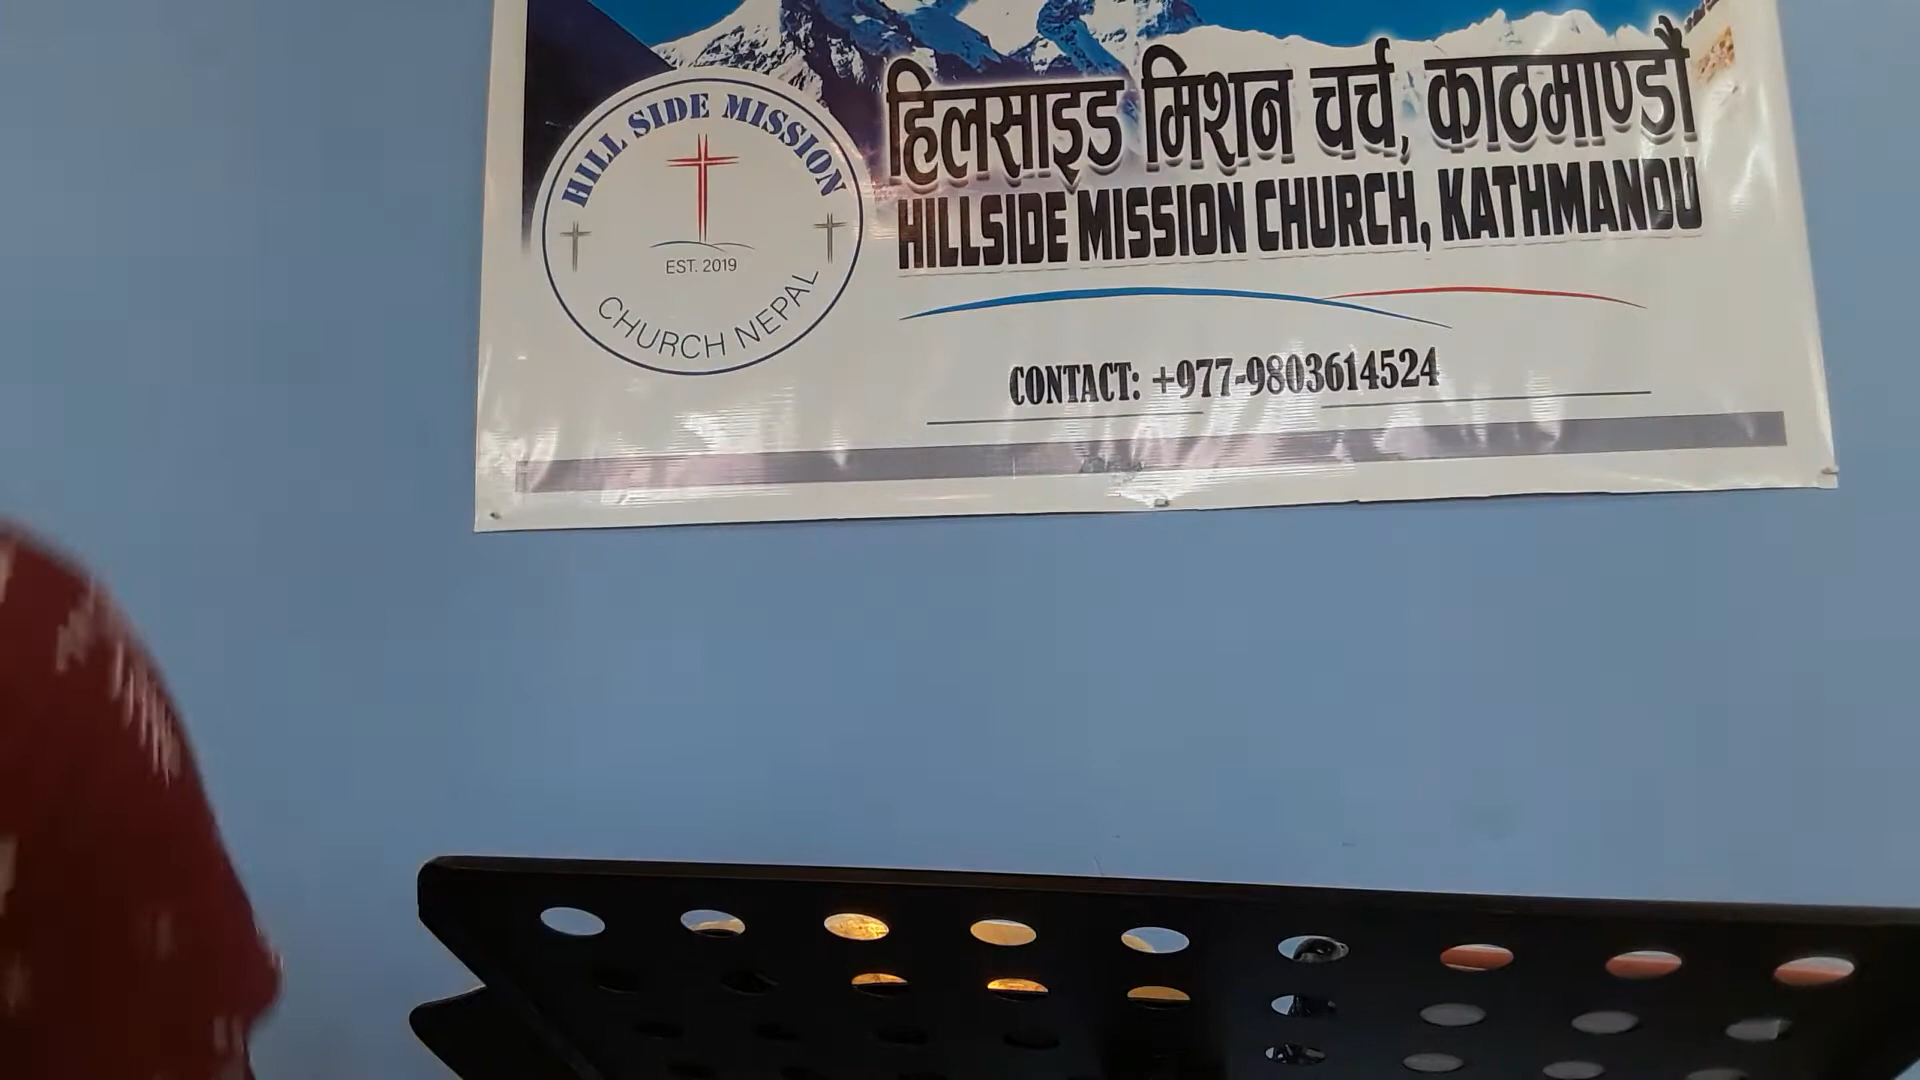 HILL SIDE MISSION
EST. 2019
CHURCH NEPAL
हिलसाइड मिशन चर्च, काठमाण्डौं
HILLSIDE MISSION CHURCH, KATHMANDU
CONTACT: +977-9803614524